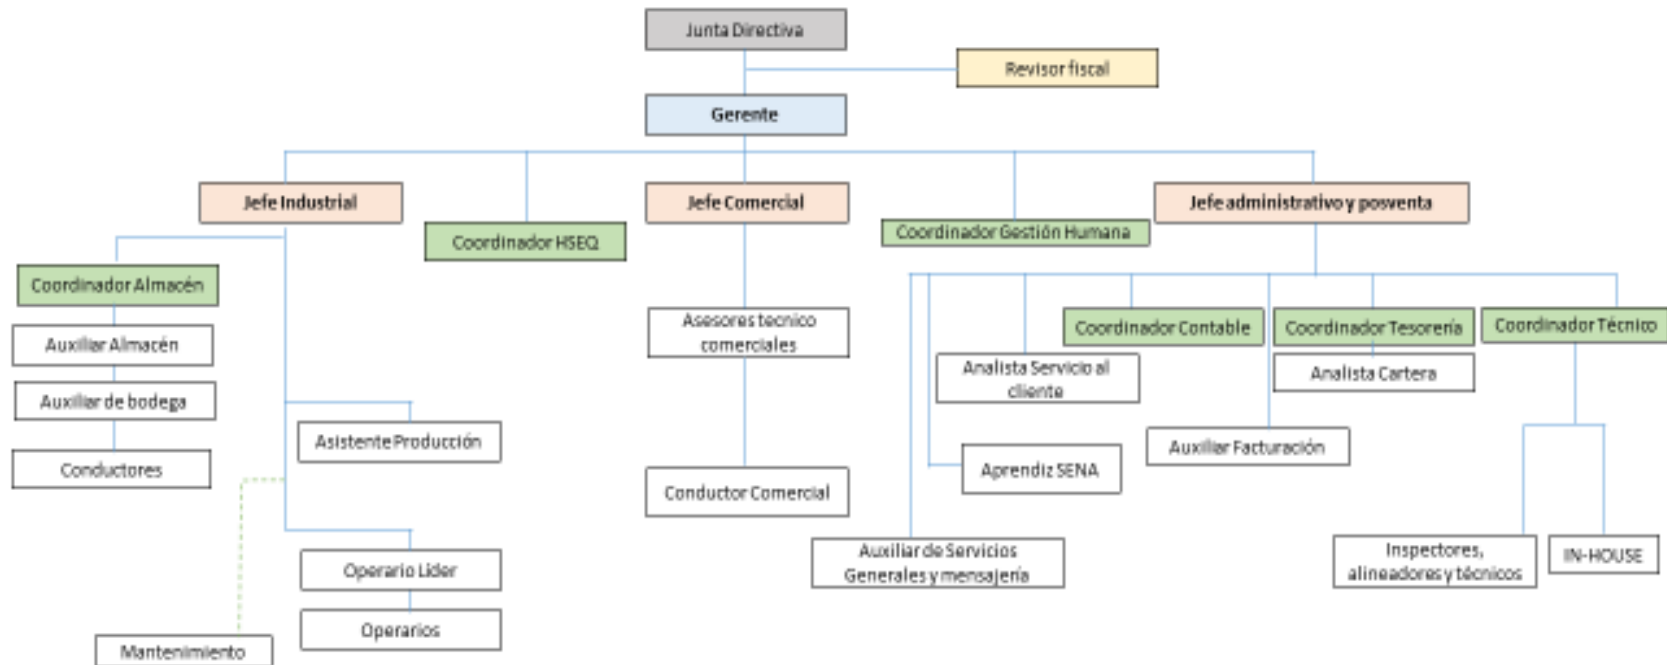 Junta Directiva
Revisor fiscal
Gerente
Jefe Industrial
Jefe Comercial
Jefe administrativo y posventa
Coordinador HSEQ
Coordinador Gestión Humana
Coordinador Almacén
Auxiliar Almacén
Auxiliar de bodega
Conductores
Asistente Producción
Operario Líder
Operarios
Mantenimiento
Asesores tecnico
comerciales
Conductor Comercial
Coordinador Contable
Coordinador Tesorería
Coordinador Técnico
Analista Servicio al
cliente
Analista Cartera
Auxiliar Facturación
Aprendiz SENA
Auxiliar de Servicios
Generales y mensajería
Inspectores,
alineadores y técnicos
IN-HOUSE